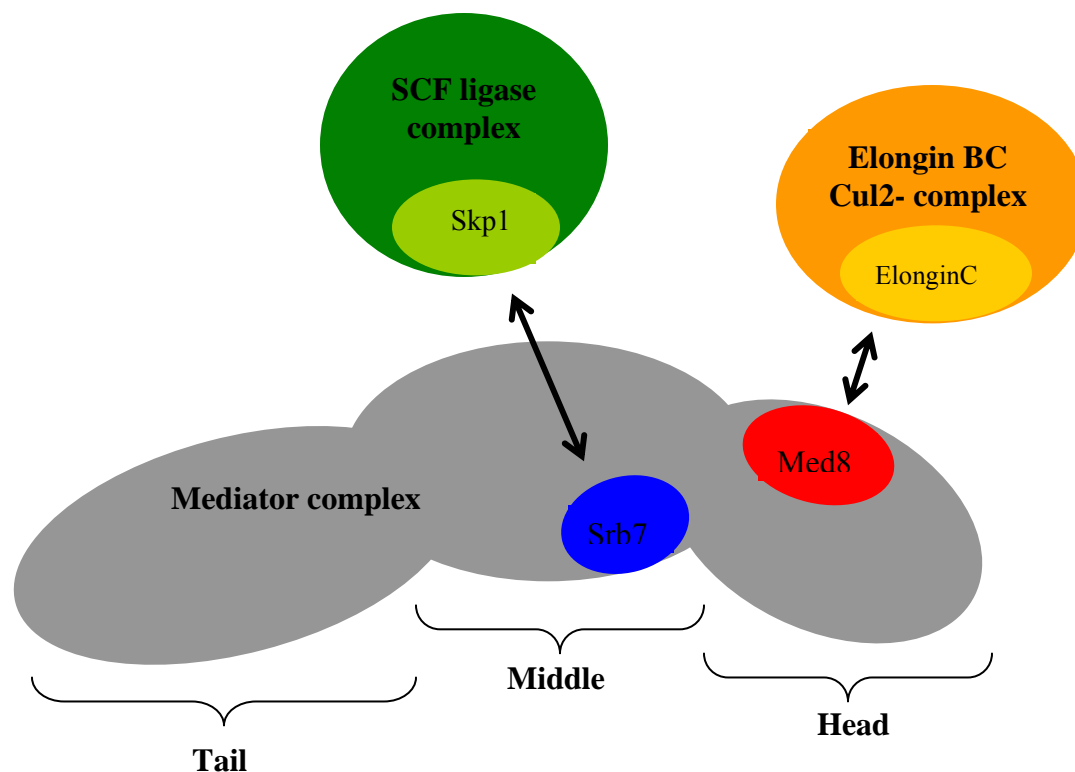 SCF ligase
complex
Skp1
Elongin BC
Cul2- complex
ElonginC
Med8
Mediator complex
Srb7
Middle
Head
Tail